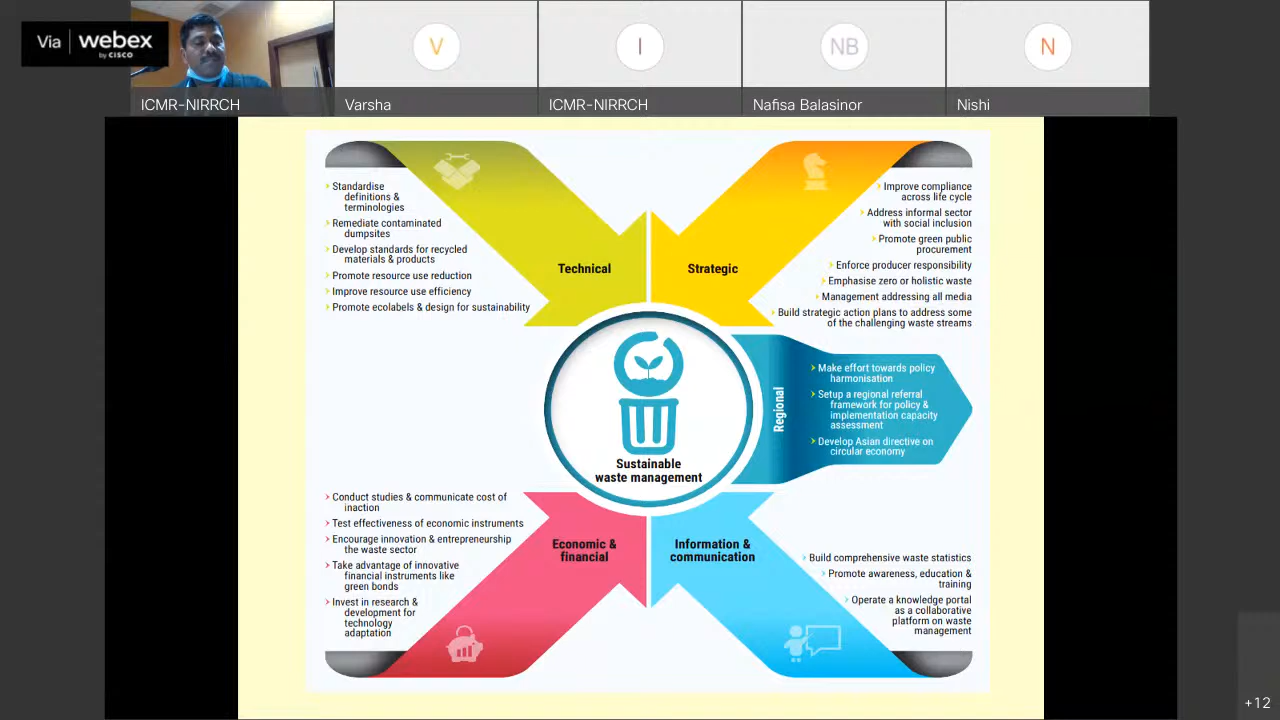 Via webex
by CISCO
V
I
NB
N
ICMR-NIRRCH
Varsha
ICMR-NIRRCH
Nafisa Balasinor
Nishi
Standardise
definitions &
terminologies
Remediate contaminated
dumpsites
Develop standards for recycled
materials & products
Promote resource use reduction
Improve resource use efficiency
Promote ecolabels & design for sustainability
Technical
Strategic
Improve compliance
across life cycle
Address informal sector
with social inclusion
Promote green public
procurement
Enforce producer responsibility
Emphasise zero or holistic waste
Management addressing all media
Build strategic action plans to address some
of the challenging waste streams
Regional
Make effort towards policy
harmonisation
Setup a regional referral
framework for policy &
implementation capacity
assessment
Develop Asian directive on
circular economy
Sustainable
waste management
Conduct studies & communicate cost of
inaction
Test effectiveness of economic instruments
Encourage innovation & entrepreneurship
the waste sector
Take advantage of innovative
financial instruments like
green bonds
Invest in research &
development for
technology
adaptation
Economic &
financial
Information &
communication
Build comprehensive waste statistics
Promote awareness, education &
training
Operate a knowledge portal
as a collaborative
platform on waste
management
+12